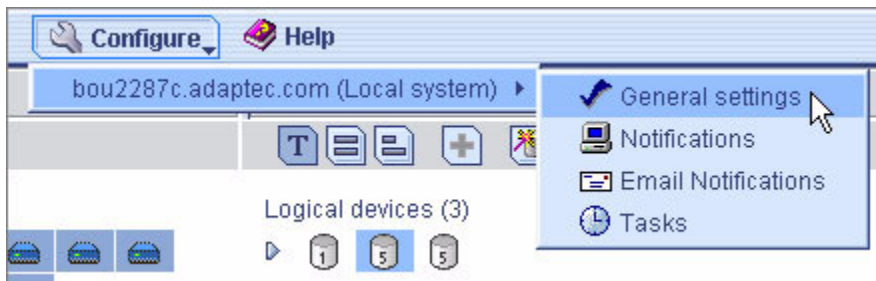 Configure Help
bou2287c.adaptec.com (Local system)
General settings
Notifications
Email Notifications
Tasks
T
Logical devices (3)
1 5 5